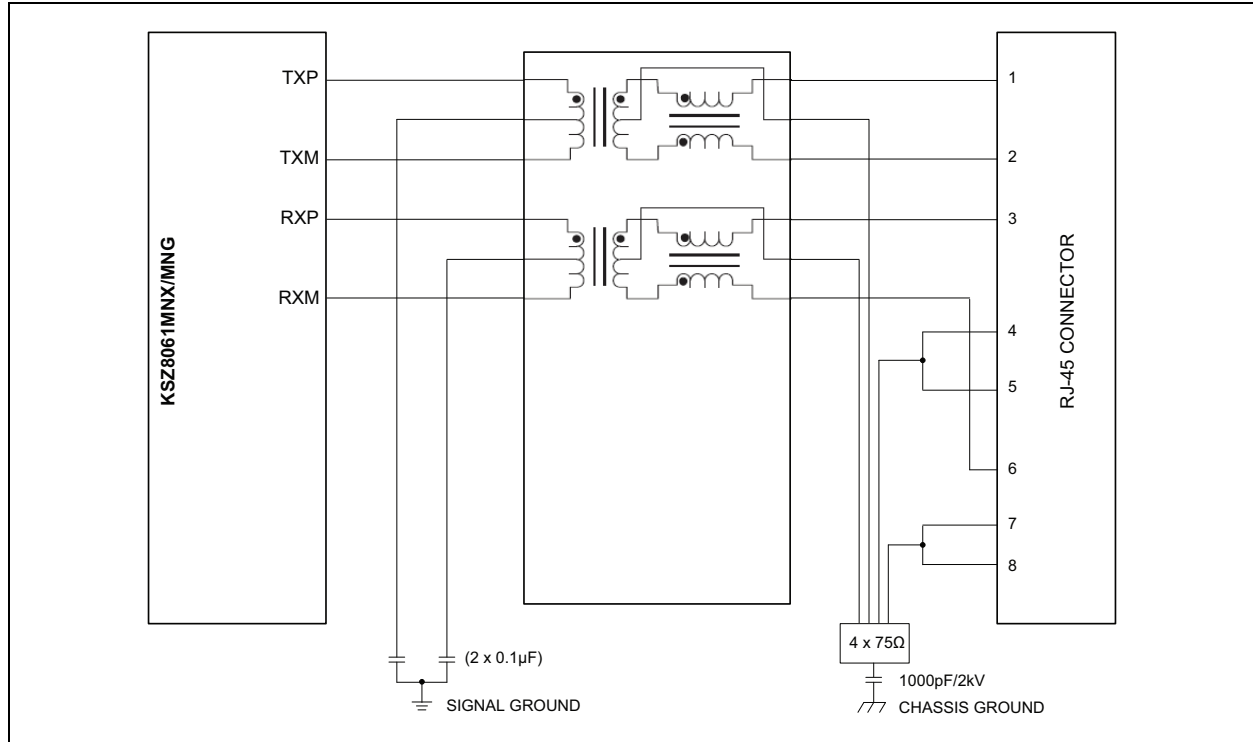 KSZ8061MNX/MNG
TXP
TXM
RXP
RXM
1
2
3
4
5
6
7
8
RJ-45 CONNECTOR
(2 x 0.1µF)
SIGNAL GROUND
4 x 75Ω
1000pF/2kV
CHASSIS GROUND